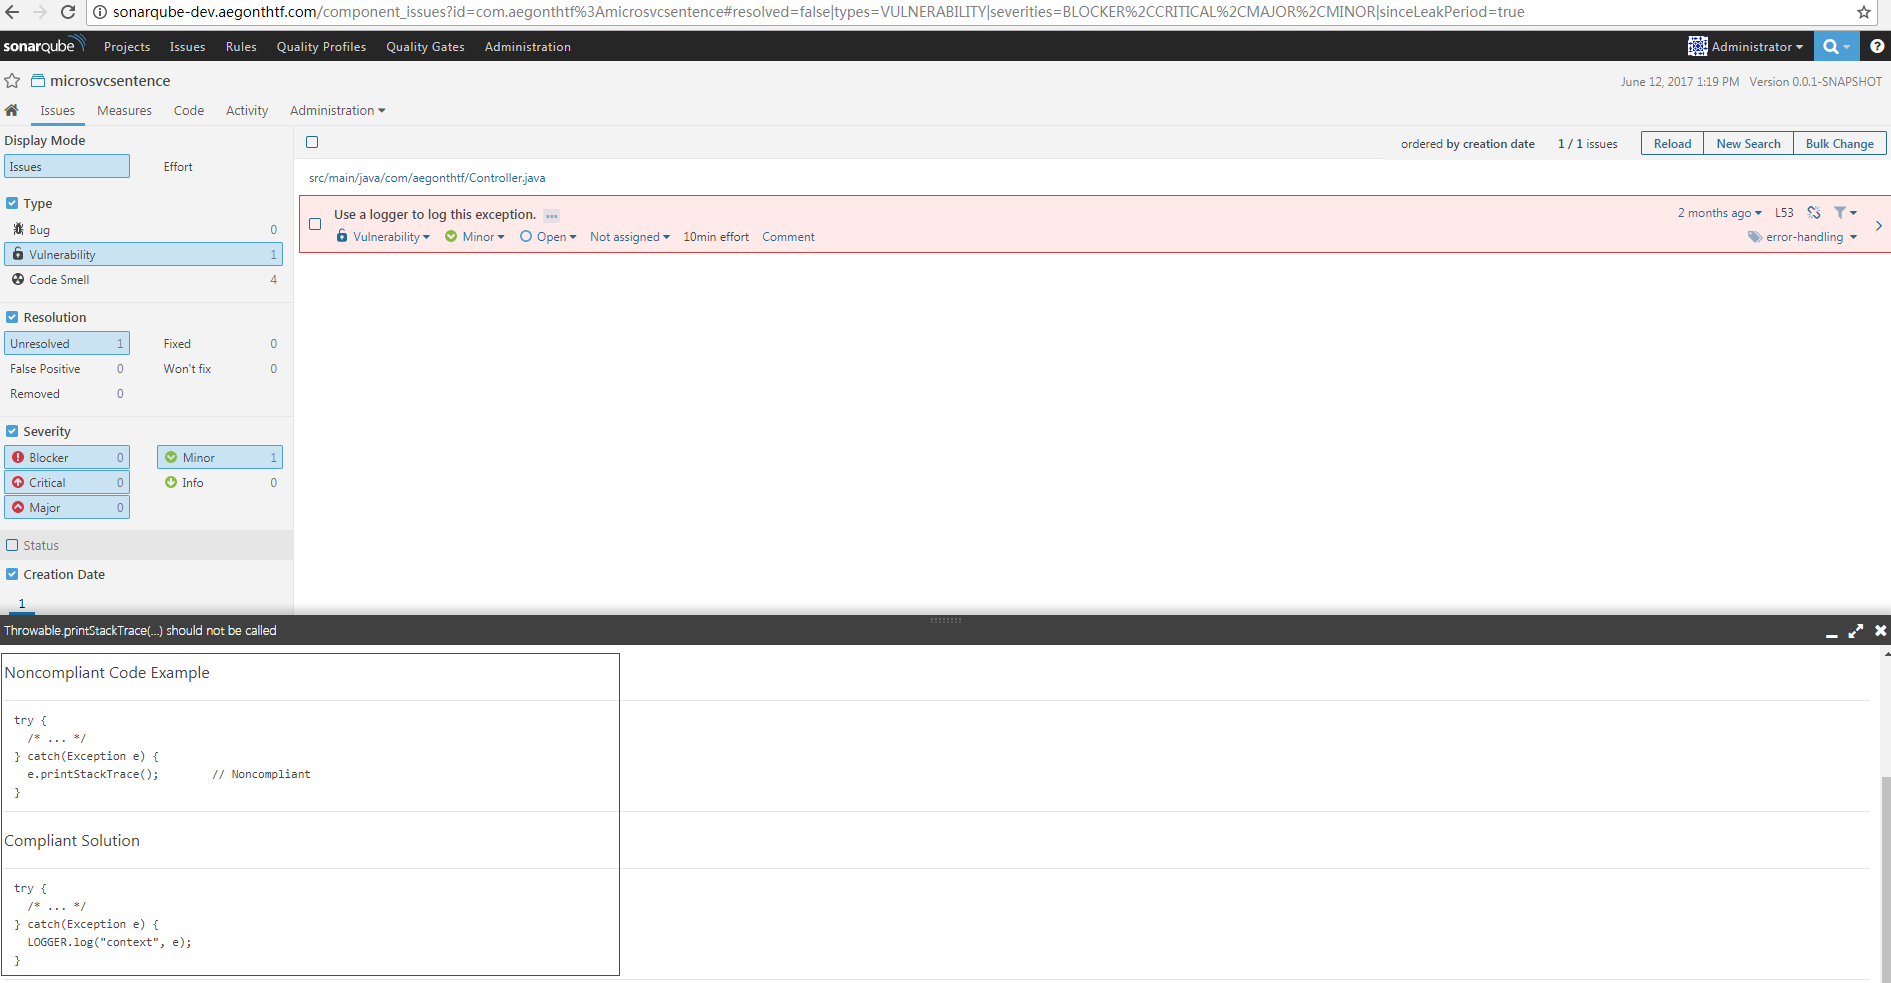 sonarqube-dev.aegonthtf.com/component_issues?id=com.aegonthtf%3Amicrosvcsentence#resolved=false|types=VULNERABILITY|severities=BLOCKER%2CCRITICAL%2CMAJOR%2CMINOR|sinceLeakPeriod=true
sonarqube Projects Issues Rules Quality Profiles Quality Gates Administration Administrator ?
microsvcsentence June 12, 2017 1:19 PM Version 0.0.1-SNAPSHOT
Issues Measures Code Activity Administration
Display Mode
Issues Effort
Type
Bug 0
Vulnerability 1
Code Smell 4
Resolution
Unresolved 1 Fixed 0
False Positive 0 Won't fix 0
Removed 0
Severity
Blocker 0 Minor 1
Critical 0 Info 0
Major 0
Status
Creation Date
1
ordered by creation date 1 / 1 issues Reload New Search Bulk Change
src/main/java/com/aegonthtf/Controller.java
Use a logger to log this exception. ... 2 months ago L53
Vulnerability Minor Open Not assigned 10min effort Comment error-handling
Throwable.printStackTrace(...) should not be called
Noncompliant Code Example
try {
/* ... */
} catch(Exception e) {
e.printStackTrace(); // Noncompliant
}
Compliant Solution
try {
/* ... */
} catch(Exception e) {
LOGGER.log("context", e);
}